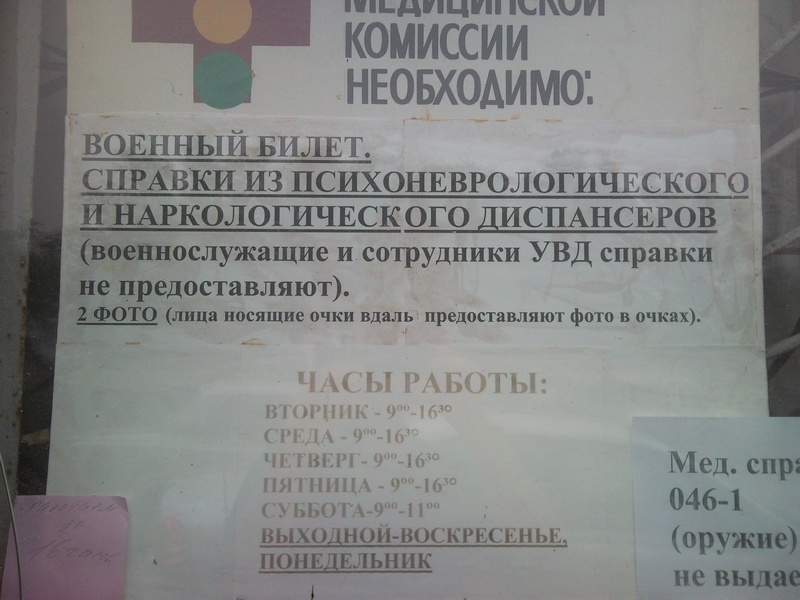 МЕДИЦИНСКОЙ
КОМИССИИ
НЕОБХОДИМО:
ВОЕННЫЙ БИЛЕТ.
СПРАВКИ ИЗ ПСИХОНЕВРОЛОГИЧЕСКОГО
И НАРКОЛОГИЧЕСКОГО ДИСПАНСЕРОВ
(военнослужащие и сотрудники УВД справки
не предоставляют).
2 ФОТО (лица носящие очки вдаль предоставляют фото в очках).
ЧАСЫ РАБОТЫ:
ВТОРНИК - 9⁰⁰-16³⁰
СРЕДА - 9⁰⁰-16³⁰
ЧЕТВЕРГ- 9⁰⁰-16³⁰
ПЯТНИЦА - 9⁰⁰-16³⁰
СУББОТА-9⁰⁰-11⁰⁰
ВЫХОДНОЙ-ВОСКРЕСЕНЬЕ,
ПОНЕДЕЛЬНИК
Мед. спра
046-1
(оружие)
не выдае